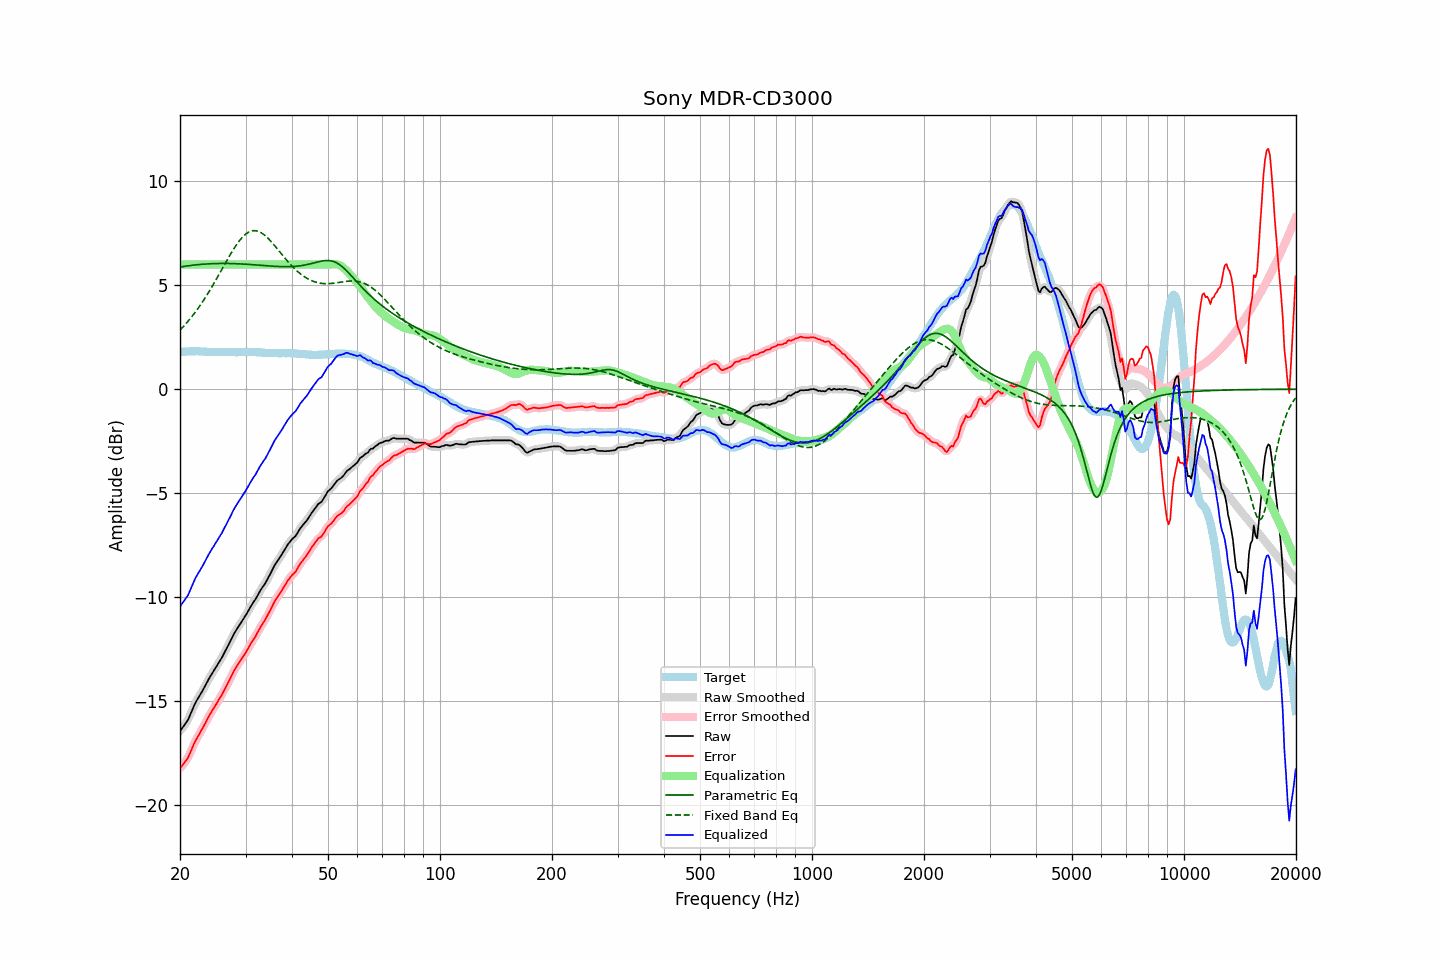 Sony MDR-CD3000
Amplitude (dBr)
10
5
0
−5
−10
−15
−20
Target
Raw Smoothed
Error Smoothed
Raw
Error
Equalization
Parametric Eq
Fixed Band Eq
Equalized
20 50 100 200 500 1000 2000 5000 10000 20000
Frequency (Hz)